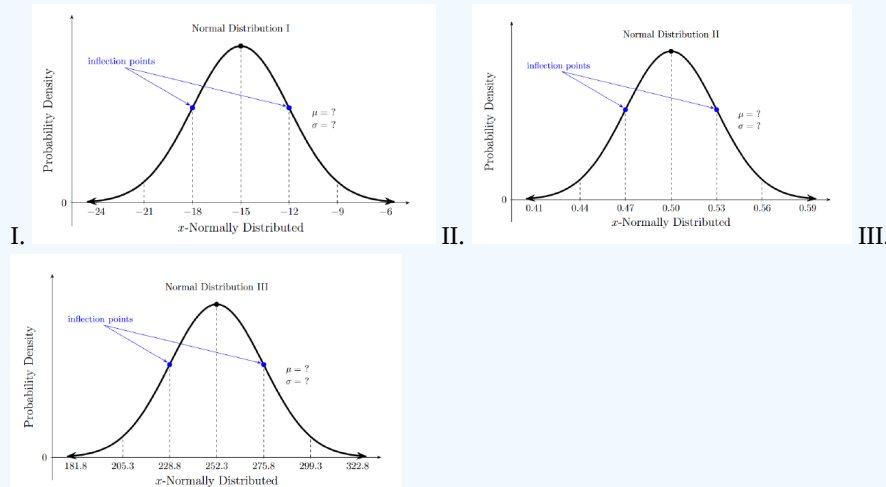 Normal Distribution I
inflection points
μ = ?
σ = ?
Probability Density
0
−24 −21 −18 −15 −12 −9 −6
x-Normally Distributed
I.
Normal Distribution II
inflection points
μ = ?
σ = ?
Probability Density
0
0.41 0.44 0.47 0.50 0.53 0.56 0.59
x-Normally Distributed
II.
III.
Normal Distribution III
inflection points
μ = ?
σ = ?
Probability Density
0
181.8 205.3 228.8 252.3 275.8 299.3 322.8
x-Normally Distributed